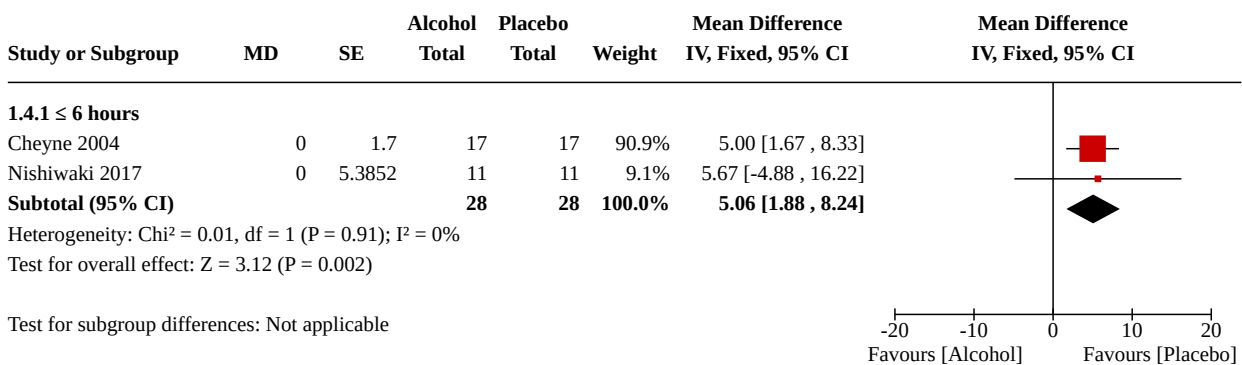 Alcohol Placebo Mean Difference Mean Difference
Study or Subgroup MD SE Total Total Weight IV, Fixed, 95% CI IV, Fixed, 95% CI
1.4.1 ≤ 6 hours
Cheyne 2004 0 1.7 17 17 90.9% 5.00 [1.67 , 8.33]
Nishiwaki 2017 0 5.3852 11 11 9.1% 5.67 [-4.88 , 16.22]
Subtotal (95% CI) 28 28 100.0% 5.06 [1.88 , 8.24]
Heterogeneity: Chi² = 0.01, df = 1 (P = 0.91); I² = 0%
Test for overall effect: Z = 3.12 (P = 0.002)
Test for subgroup differences: Not applicable
-20 -10 0 10 20
Favours [Alcohol] Favours [Placebo]